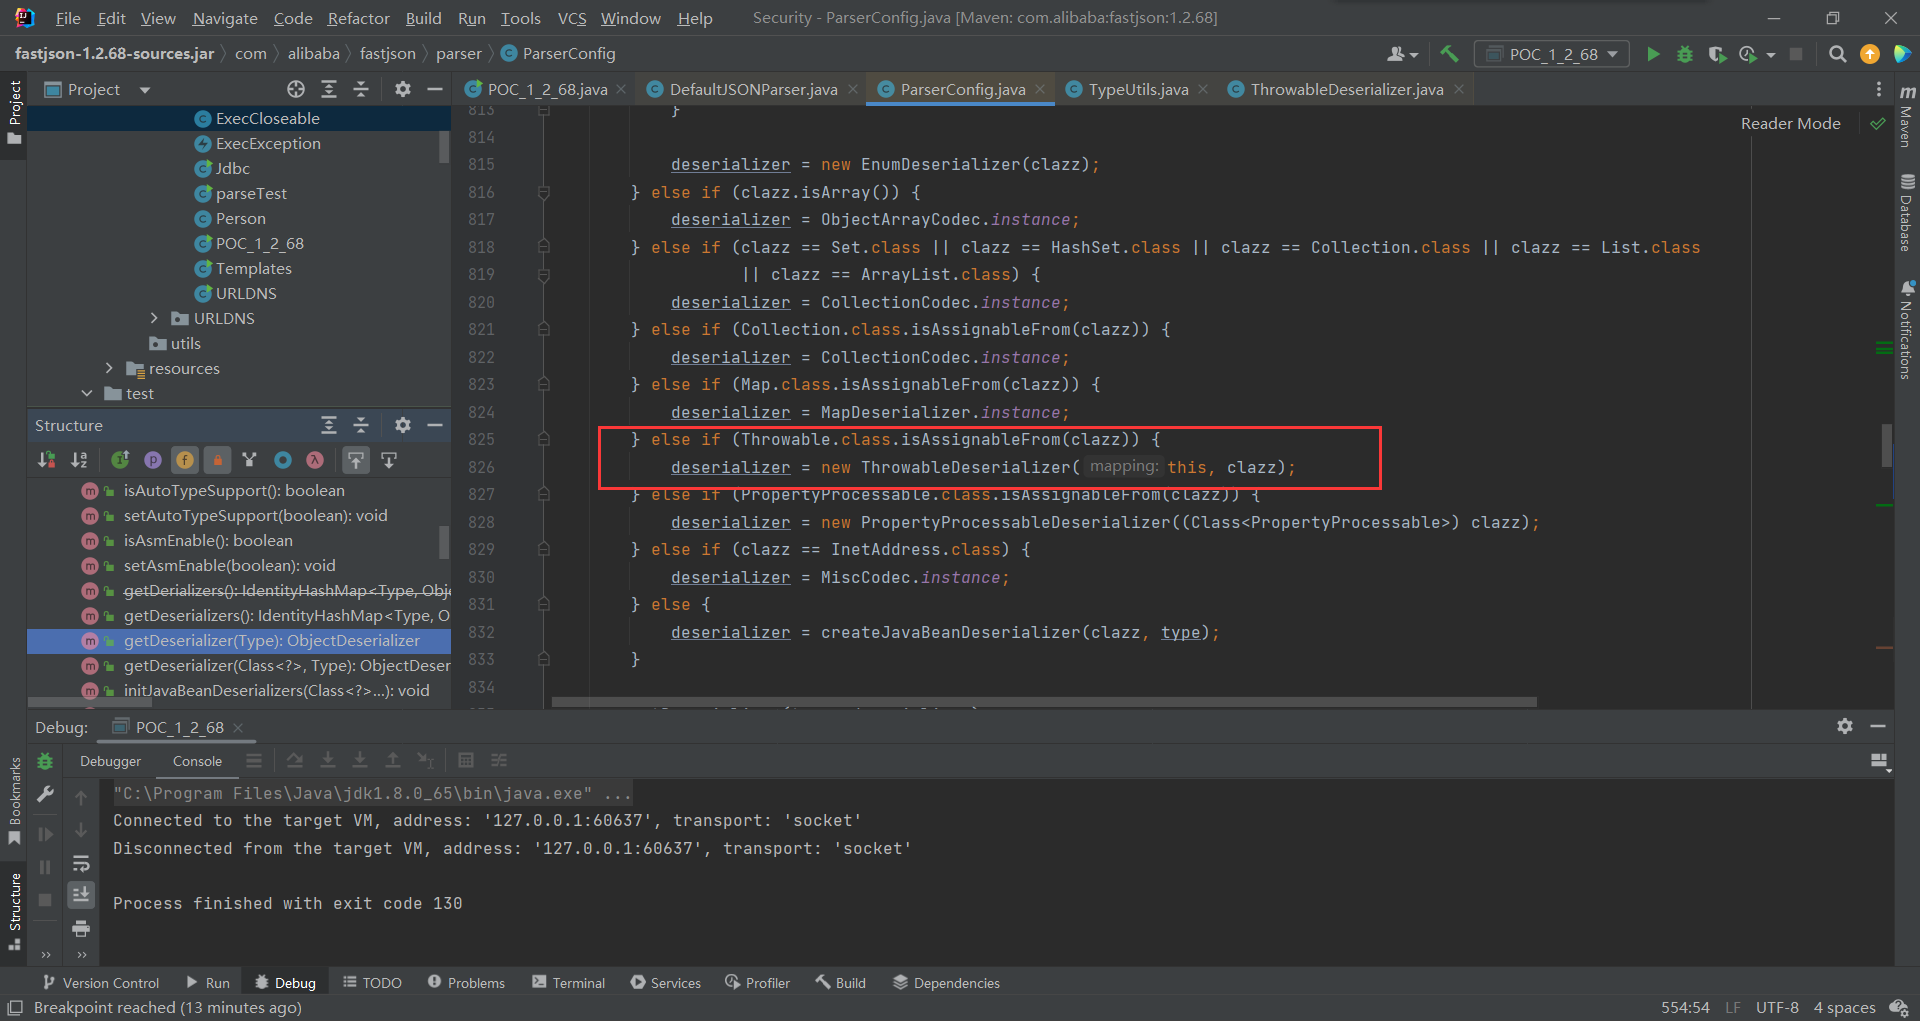 File Edit View Navigate Code Refactor Build Run Tools VCS Window Help Security - ParserConfig.java [Maven: com.alibaba:fastjson:1.2.68]
fastjson-1.2.68-sources.jar com alibaba fastjson parser ParserConfig POC_1_2_68
Project
Project
POC_1_2_68.java DefaultJSONParser.java ParserConfig.java TypeUtils.java ThrowableDeserializer.java
Maven
Database
Notifications
Reader Mode
ExecCloseable
ExecException
Jdbc
parseTest
Person
POC_1_2_68
Templates
URLDNS
URLDNS
utils
resources
test
Structure
isAutoTypeSupport(): boolean
setAutoTypeSupport(boolean): void
isAsmEnable(): boolean
setAsmEnable(boolean): void
getDerializers(): IdentityHashMap<Type, Obj
getDeserializers(): IdentityHashMap<Type, O
getDeserializer(Type): ObjectDeserializer
getDeserializer(Class<?>, Type): ObjectDeser
initJavaBeanDeserializers(Class<?>...): void
813 }
814
815 deserializer = new EnumDeserializer(clazz);
816 } else if (clazz.isArray()) {
817 deserializer = ObjectArrayCodec.instance;
818 } else if (clazz == Set.class || clazz == HashSet.class || clazz == Collection.class || clazz == List.class
819 || clazz == ArrayList.class) {
820 deserializer = CollectionCodec.instance;
821 } else if (Collection.class.isAssignableFrom(clazz)) {
822 deserializer = CollectionCodec.instance;
823 } else if (Map.class.isAssignableFrom(clazz)) {
824 deserializer = MapDeserializer.instance;
825 } else if (Throwable.class.isAssignableFrom(clazz)) {
826 deserializer = new ThrowableDeserializer( mapping: this, clazz);
827 } else if (PropertyProcessable.class.isAssignableFrom(clazz)) {
828 deserializer = new PropertyProcessableDeserializer((Class<PropertyProcessable>) clazz);
829 } else if (clazz == InetAddress.class) {
830 deserializer = MiscCodec.instance;
831 } else {
832 deserializer = createJavaBeanDeserializer(clazz, type);
833 }
834
Debug: POC_1_2_68
Debugger Console
"C:\Program Files\Java\jdk1.8.0_65\bin\java.exe" ...
Connected to the target VM, address: '127.0.0.1:60637', transport: 'socket'
Disconnected from the target VM, address: '127.0.0.1:60637', transport: 'socket'
Process finished with exit code 130
Bookmarks
Structure
Version Control Run Debug TODO Problems Terminal Services Profiler Build Dependencies
Breakpoint reached (13 minutes ago) 554:54 LF UTF-8 4 spaces